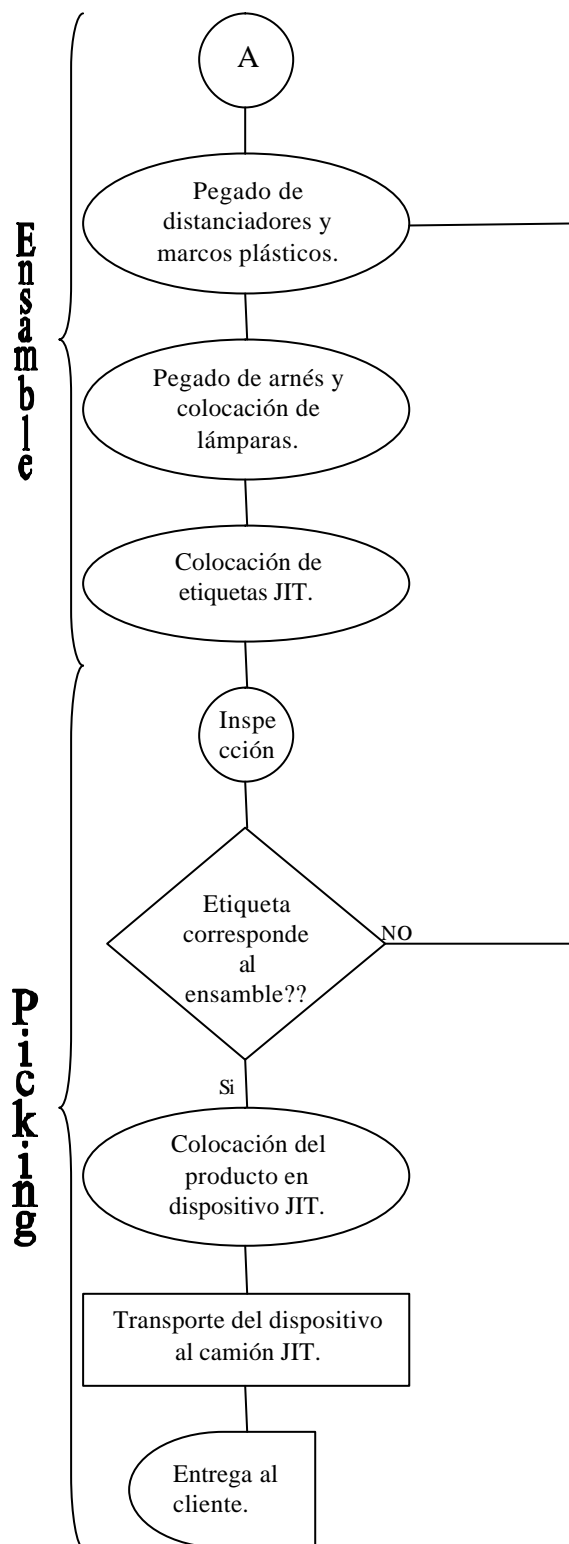 A
Pegado de
distanciadores y
marcos plásticos.
Ensamble
Pegado de arnés y
colocación de
lámparas.
Colocación de
etiquetas JIT.
Inspe
cción
Etiqueta
corresponde
al
ensamble??
NO
Si
Picking
Colocación del
producto en
dispositivo JIT.
Transporte del dispositivo
al camión JIT.
Entrega al
cliente.